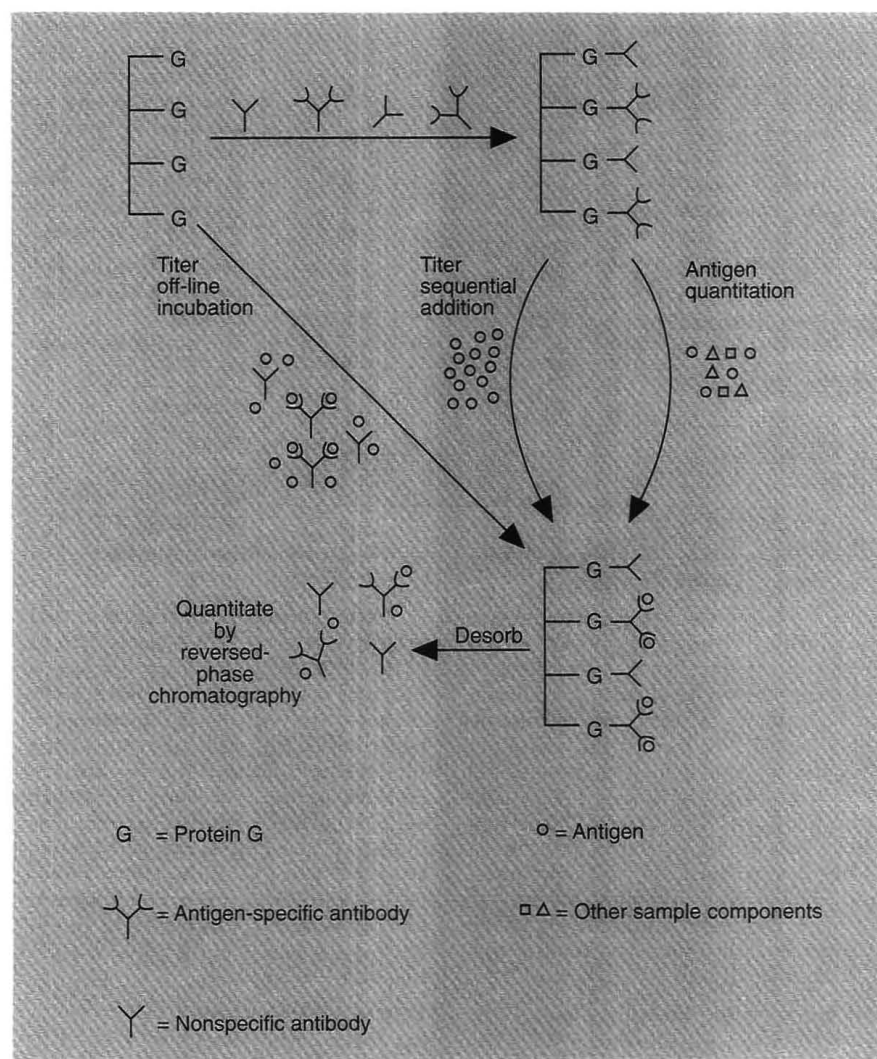 G
G
G
G
G
G
G
G
Titer
off-line
incubation
Titer
sequential
addition
Antigen
quantitation
G
G
G
G
Desorb
Quantitate
by
reversed-
phase
chromatography
G = Protein G
= Antigen
= Antigen-specific antibody
= Other sample components
= Nonspecific antibody